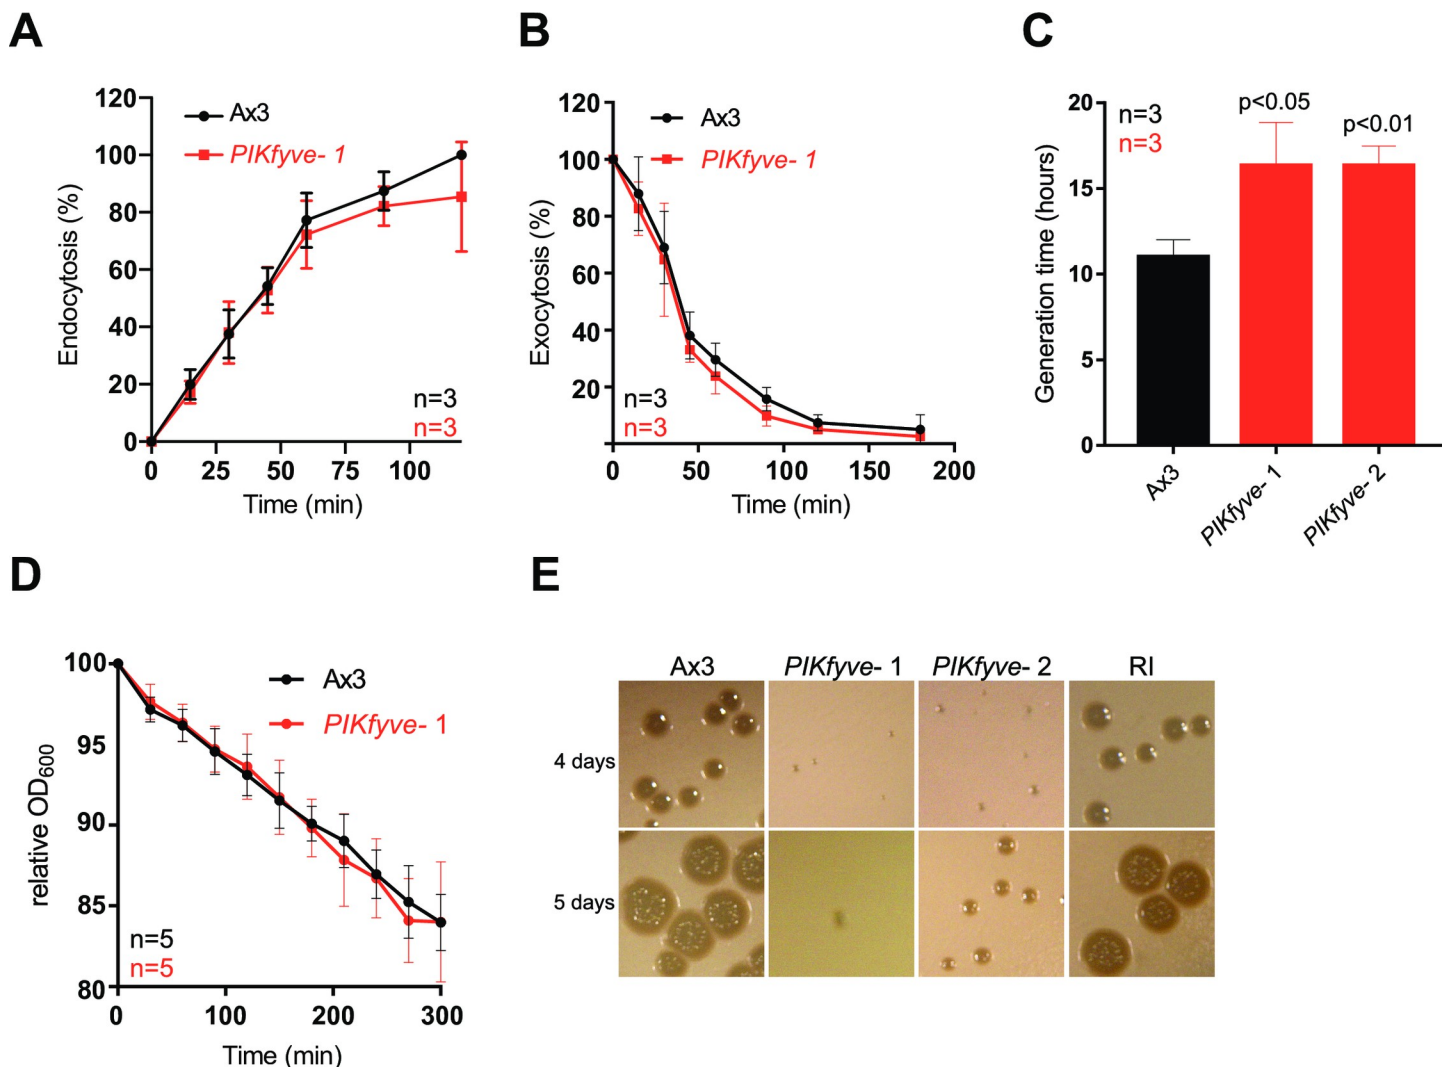 A
120
100
80
60
40
20
0
Endocytosis (%)
Ax3
PIKfyve- 1
n=3
n=3
0 25 50 75 100
Time (min)
B
120
100
80
60
40
20
Exocytosis (%)
Ax3
PIKfyve- 1
n=3
n=3
0 50 100 150 200
Time (min)
C
20
15
10
5
0
Generation time (hours)
n=3
n=3
p<0.05
p<0.01
Ax3
PIKfyve- 1
PIKfyve- 2
D
100
95
90
85
80
relative OD600
Ax3
PIKfyve- 1
n=5
n=5
0 100 200 300
Time (min)
E
Ax3 PIKfyve- 1 PIKfyve- 2 RI
4 days
5 days